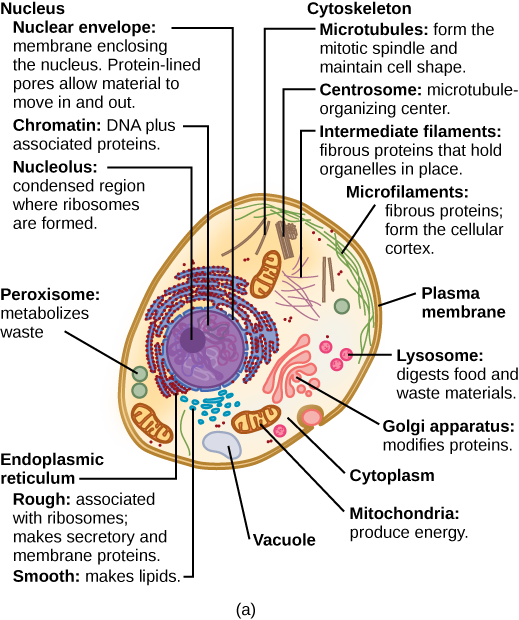 Nucleus
Nuclear envelope:
membrane enclosing
the nucleus. Protein-lined
pores allow material to
move in and out.
Chromatin: DNA plus
associated proteins.
Nucleolus:
condensed region
where ribosomes
are formed.
Peroxisome:
metabolizes
waste
Endoplasmic
reticulum
Rough: associated
with ribosomes;
makes secretory and
membrane proteins.
Smooth: makes lipids.
Cytoskeleton
Microtubules: form the
mitotic spindle and
maintain cell shape.
Centrosome: microtubule-
organizing center.
Intermediate filaments:
fibrous proteins that hold
organelles in place.
Microfilaments:
fibrous proteins;
form the cellular
cortex.
Plasma
membrane
Lysosome:
digests food and
waste materials.
Golgi apparatus:
modifies proteins.
Cytoplasm
Mitochondria:
produce energy.
Vacuole
(a)